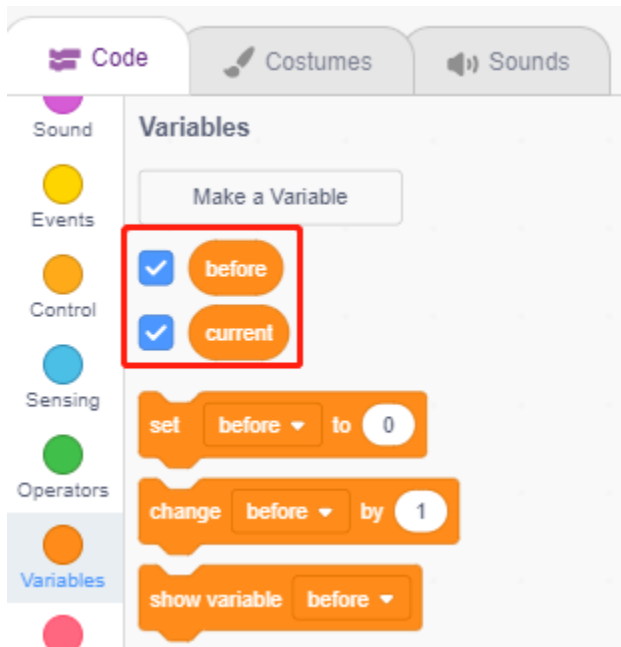 Code Costumes Sounds
Sound
Variables
Make a Variable
Events
before
Control
current
Sensing
set before to 0
Operators
change before by 1
Variables
show variable before